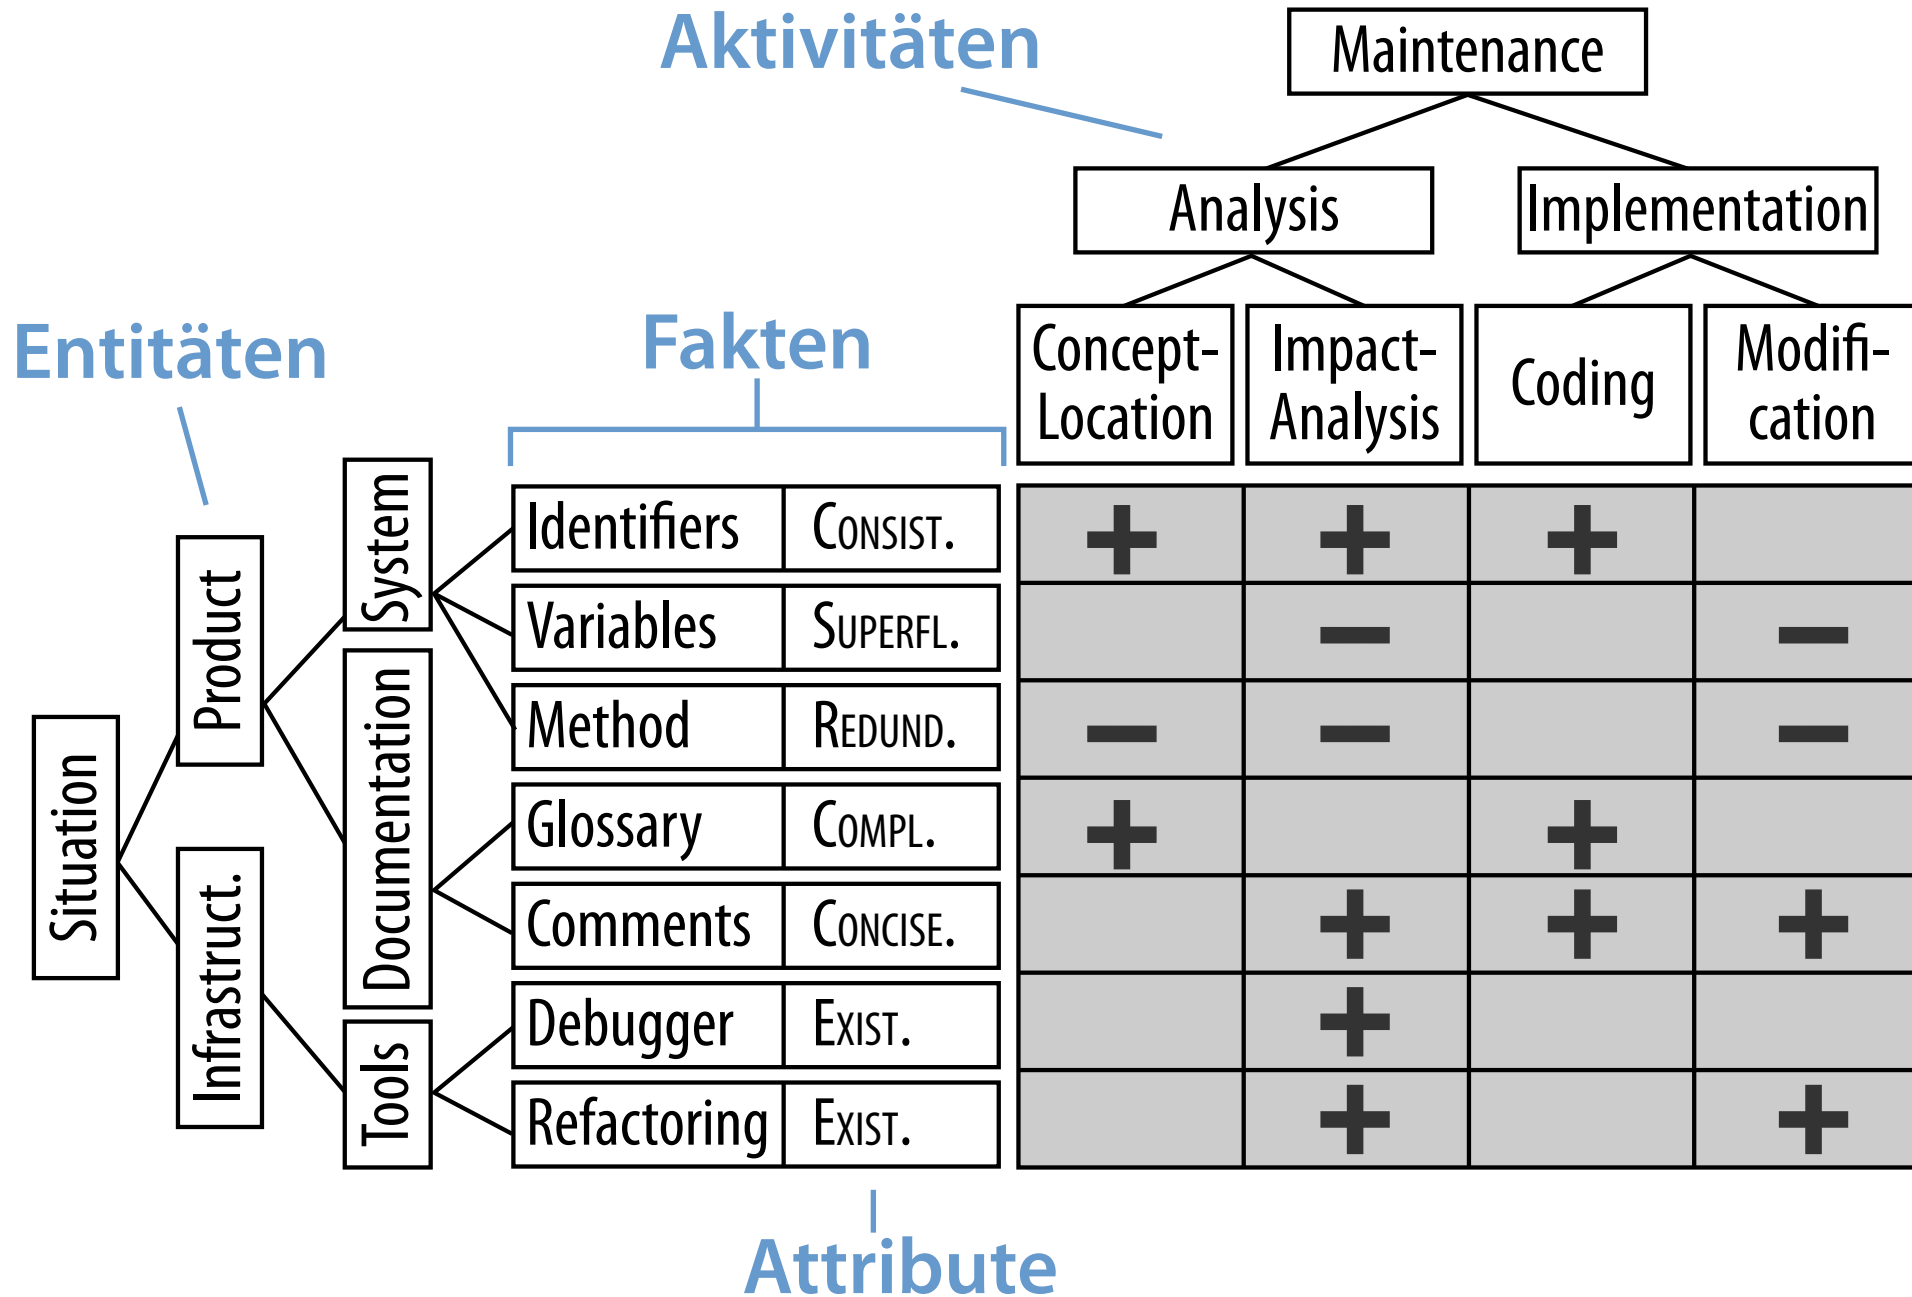 Aktivitäten
Maintenance
Analysis
Implementation
Entitäten
Fakten
Concept-
Location
Impact-
Analysis
Coding
Modifi-
cation
Situation
Product
Infrastruct.
System
Documentation
Tools
Identifiers CONSIST.
+ + +
Variables SUPERFL.
− −
Method REDUND.
− − −
Glossary COMPL.
+ +
Comments CONCISE.
+ + +
Debugger EXIST.
+
Refactoring EXIST.
+ +
Attribute